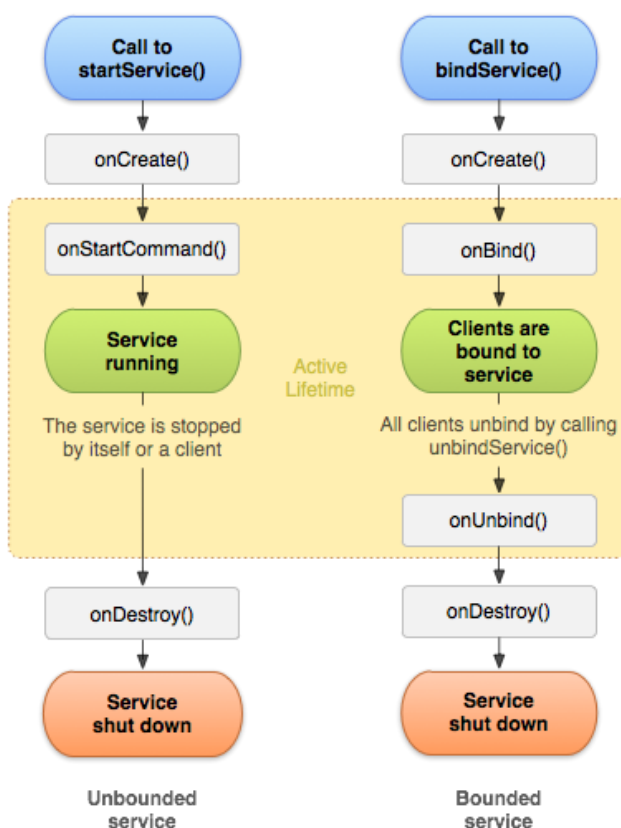 Call to
startService()
onCreate()
onStartCommand()
Service
running
The service is stopped
by itself or a client
onDestroy()
Service
shut down
Unbounded
service
Active
Lifetime
Call to
bindService()
onCreate()
onBind()
Clients are
bound to
service
All clients unbind by calling
unbindService()
onUnbind()
onDestroy()
Service
shut down
Bounded
service